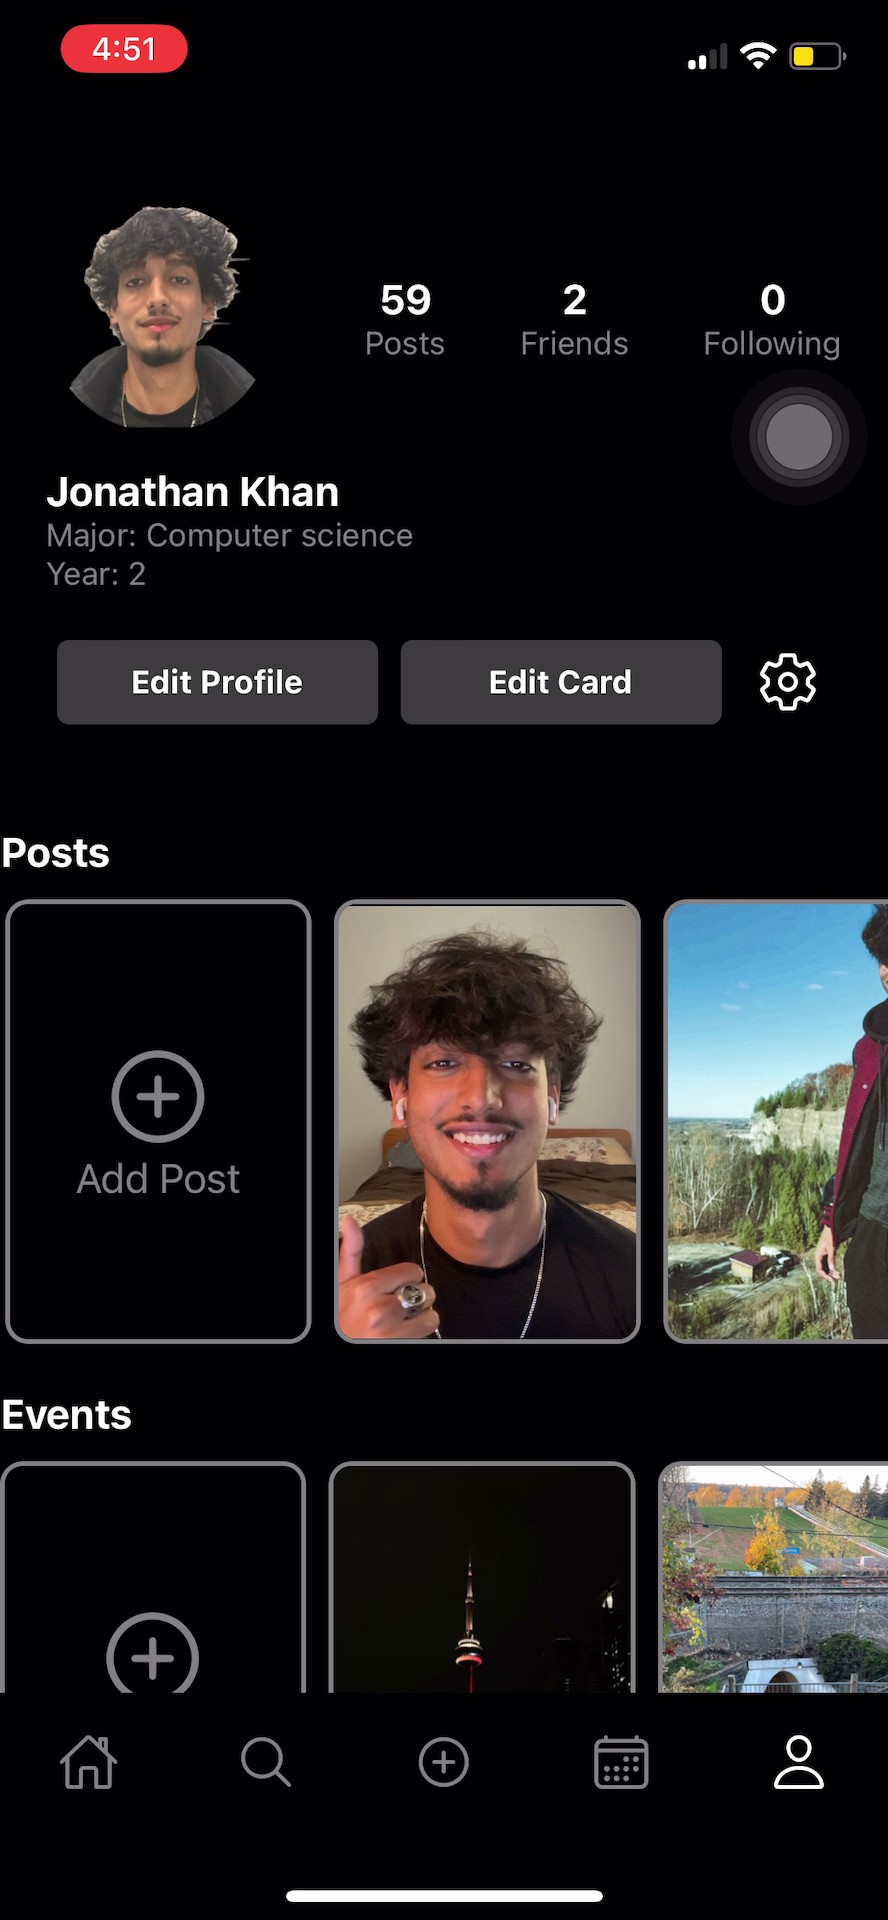 4:51
59 2 0
Posts Friends Following
Jonathan Khan
Major: Computer science
Year: 2
Edit Profile Edit Card
Posts
Add Post
Events